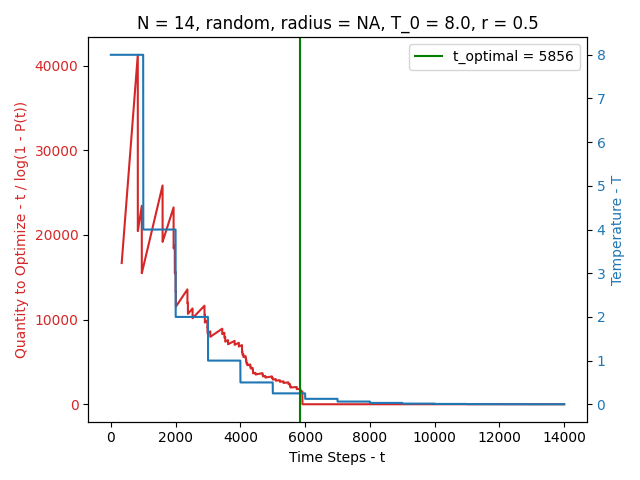 N = 14, random, radius = NA, T_0 = 8.0, r = 0.5
t_optimal = 5856
Quantity to Optimize - t / log(1 - P(t))
40000
30000
20000
10000
0
8
7
6
5
4
3
2
1
0
Temperature - T
0 2000 4000 6000 8000 10000 12000 14000
Time Steps - t